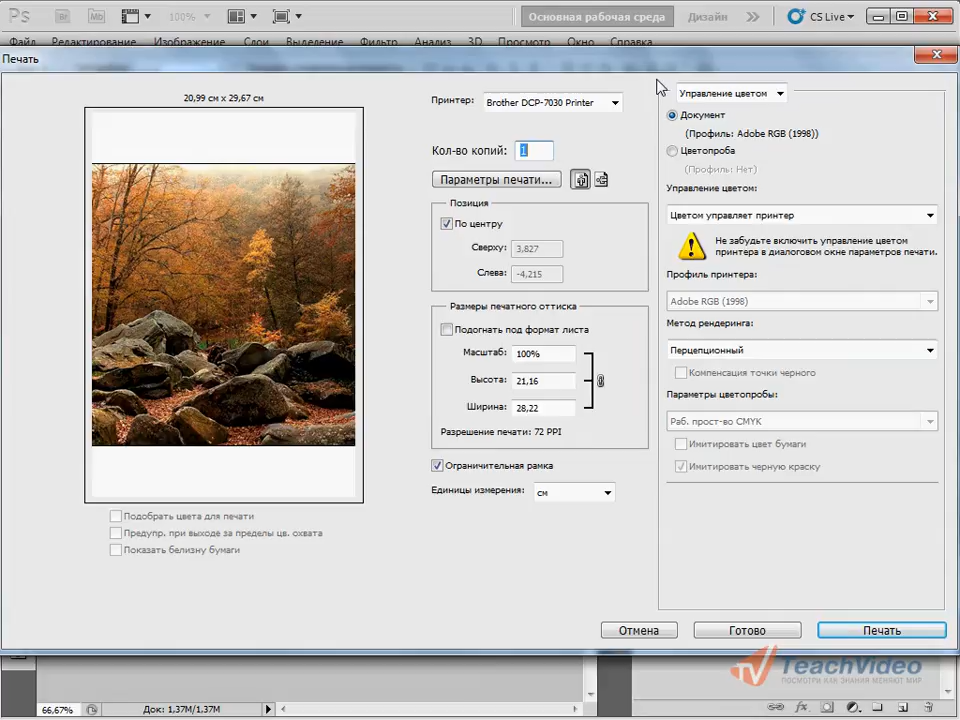 Ps Br Mb 100% Основная рабочая среда Дизайн CS Live
Файл Редактирование Изображение Слои Выделение Фильтр Анализ 3D Просмотр Окно Справка
Печать
20,99 см x 29,67 см
Принтер: Brother DCP-7030 Printer
Кол-во копий: 1
Параметры печати...
Позиция
По центру
Сверху: 3,827
Слева: -4,215
Размеры печатного оттиска
Подогнать под формат листа
Масштаб: 100%
Высота: 21,16
Ширина: 28,22
Разрешение печати: 72 PPI
Ограничительная рамка
Единицы измерения: см
Подобрать цвета для печати
Предупр. при выходе за пределы цв. охвата
Показать белизну бумаги
Управление цветом
Документ
(Профиль: Adobe RGB (1998))
Цветопроба
(Профиль: Нет)
Управление цветом:
Цветом управляет принтер
Не забудьте включить управление цветом
принтера в диалоговом окне параметров печати.
Профиль принтера:
Adobe RGB (1998)
Метод рендеринга:
Перцепционный
Компенсация точки черного
Параметры цветопробы:
Раб. прост-во CMYK
Имитировать цвет бумаги
Имитировать черную краску
Отмена Готово Печать
TeachVideo
ПОСМОТРИ КАК ЗНАНИЯ МЕНЯЮТ МИР
66,67% Док: 1,37M/1,37M
fx